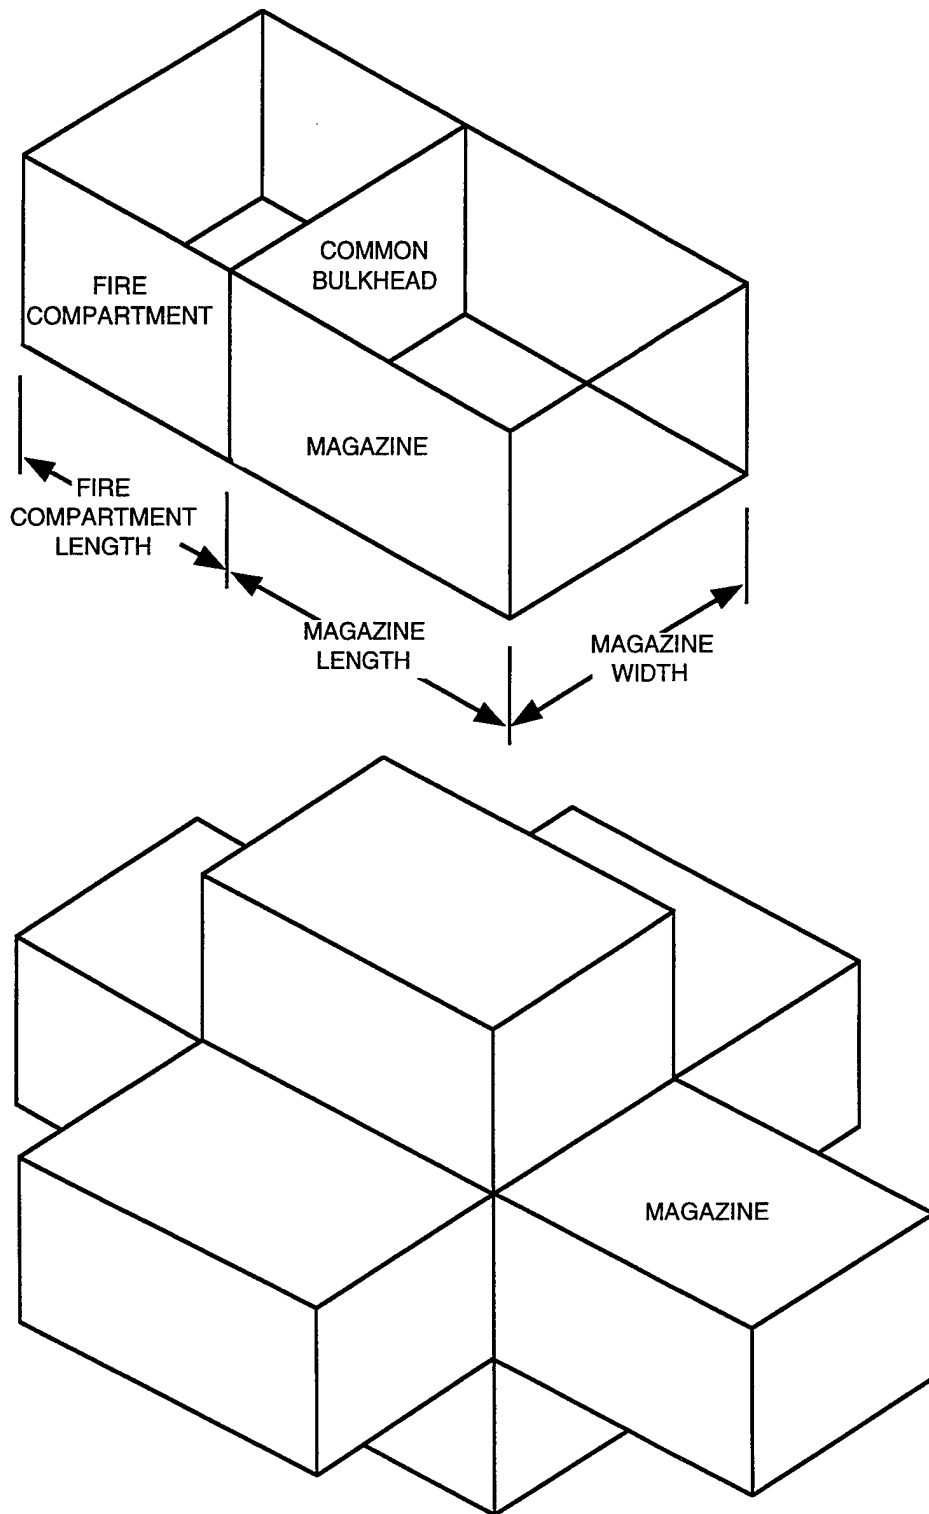 COMMON
BULKHEAD
FIRE
COMPARTMENT
MAGAZINE
FIRE
COMPARTMENT
LENGTH
MAGAZINE
LENGTH
MAGAZINE
WIDTH
MAGAZINE